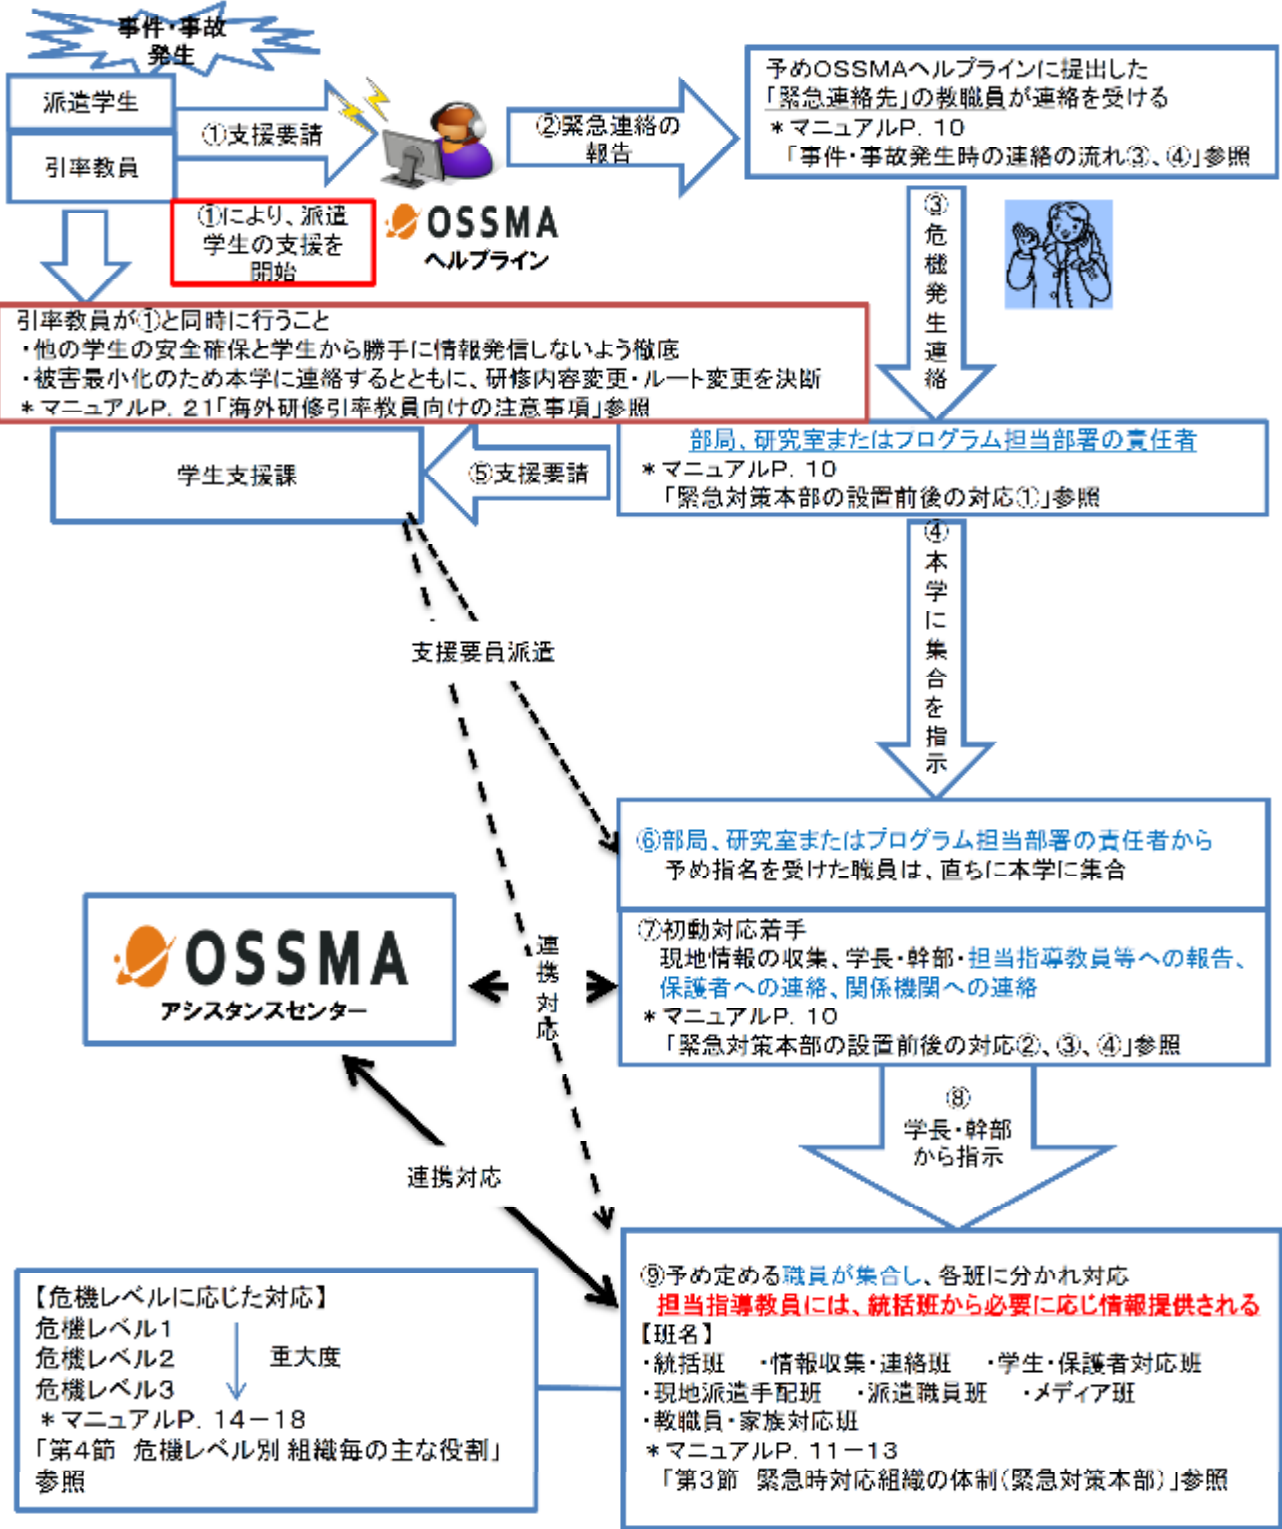 事件・事故
発生
派遣学生
引率教員
①支援要請
①により、派遣
学生の支援を
開始
OSSMA
ヘルプライン
②緊急連絡の
報告
予めOSSMAヘルプラインに提出した
「緊急連絡先」の教職員が連絡を受ける
＊マニュアルP．10
「事件・事故発生時の連絡の流れ③、④」参照
③危機発生連絡
引率教員が①と同時に行うこと
・他の学生の安全確保と学生から勝手に情報発信しないよう徹底
・被害最小化のため本学に連絡するとともに、研修内容変更・ルート変更を決断
＊マニュアルP．21「海外研修引率教員向けの注意事項」参照
部局、研究室またはプログラム担当部署の責任者
＊マニュアルP．10
「緊急対策本部の設置前後の対応①」参照
⑤支援要請
学生支援課
④本学に集合を指示
支援要員派遣
⑥部局、研究室またはプログラム担当部署の責任者から
予め指名を受けた職員は、直ちに本学に集合
⑦初動対応着手
現地情報の収集、学長・幹部・担当指導教員等への報告、
保護者への連絡、関係機関への連絡
＊マニュアルP．10
「緊急対策本部の設置前後の対応②、③、④」参照
OSSMA
アシスタンスセンター
連携対応
連携対応
⑧
学長・幹部
から指示
⑨予め定める職員が集合し、各班に分かれ対応
担当指導教員には、統括班から必要に応じ情報提供される
【班名】
・統括班　・情報収集・連絡班　・学生・保護者対応班
・現地派遣手配班　・派遣職員班　・メディア班
・教職員・家族対応班
＊マニュアルP．11－13
「第3節　緊急時対応組織の体制（緊急対策本部）」参照
【危機レベルに応じた対応】
危機レベル1
危機レベル2
危機レベル3
重大度
＊マニュアルP．14－18
「第4節　危機レベル別 組織毎の主な役割」
参照